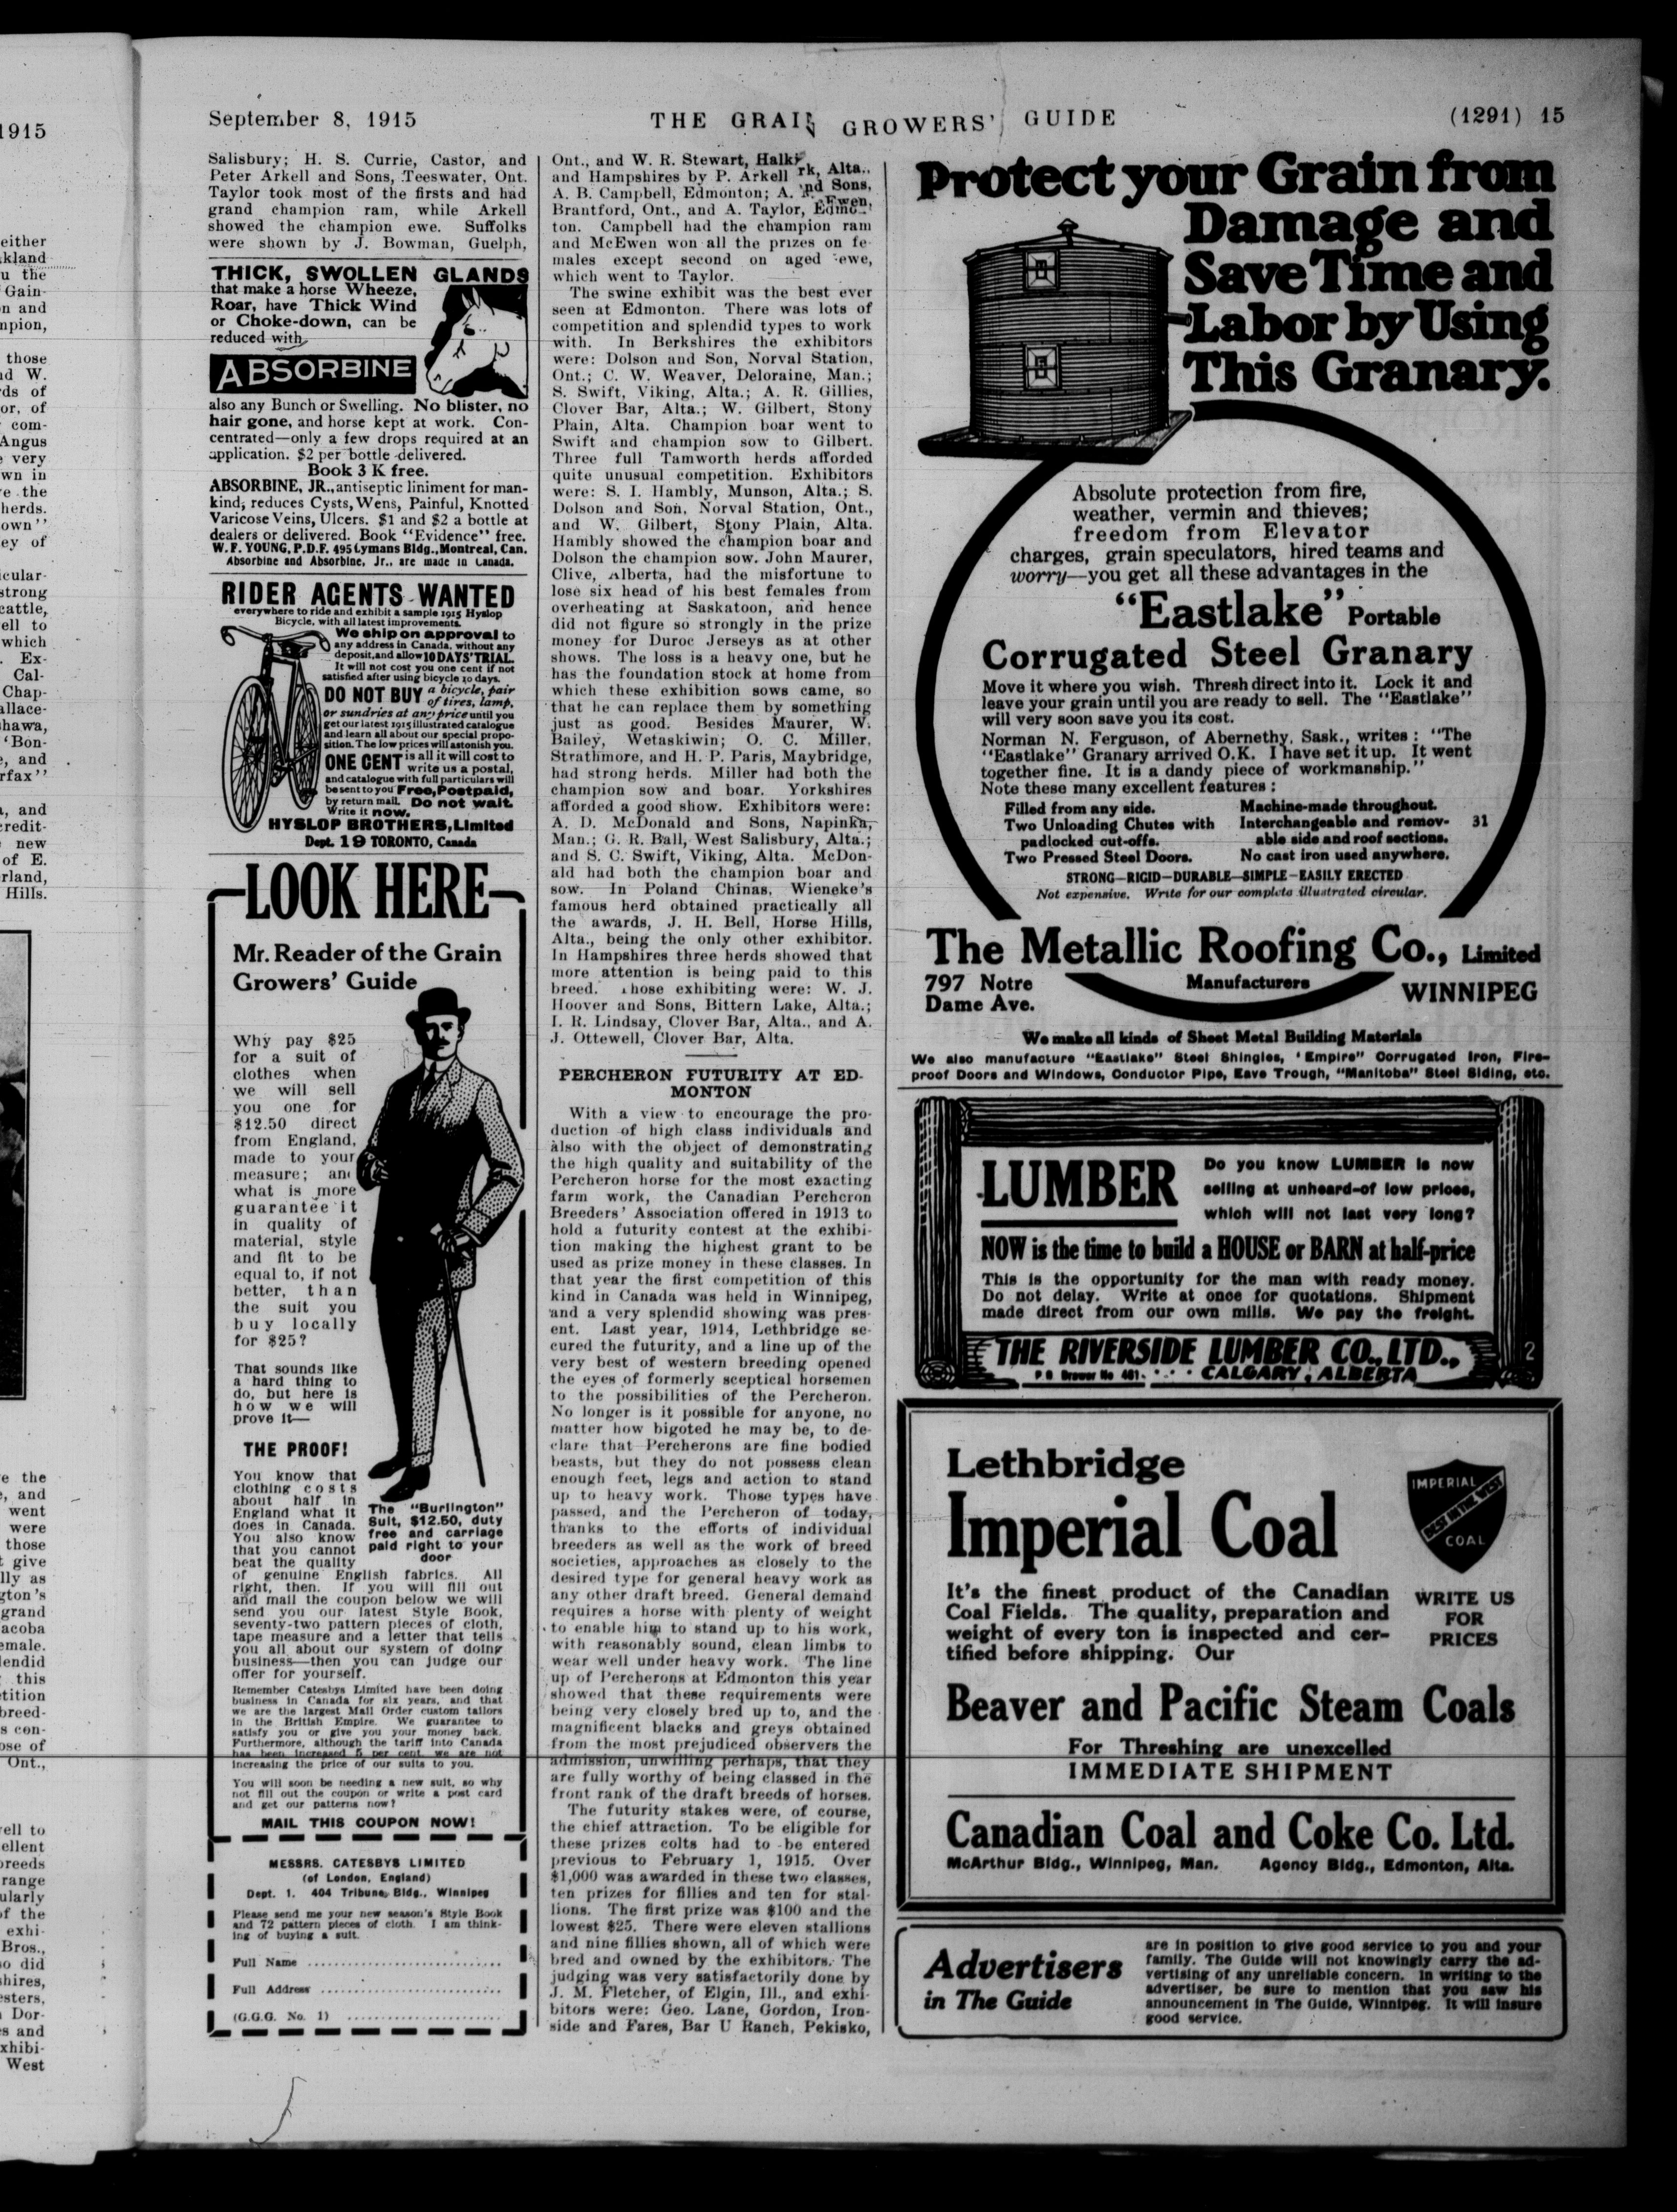 September 8, 1915
THE GRAIN GROWERS' GUIDE
(1291) 15
Salisbury; H. S. Currie, Castor, and
Peter Arkell and Sons, Teeswater, Ont.
Taylor took most of the firsts and had
grand champion ram, while Arkell
showed the champion ewe. Suffolks
were shown by J. Bowman, Guelph,
THICK, SWOLLEN GLANDS
that make a horse Wheeze,
Roar, have Thick Wind
or Choke-down, can be
reduced with
ABSORBINE
also any Bunch or Swelling. No blister, no
hair gone, and horse kept at work. Con-
centrated—only a few drops required at an
application. $2 per bottle delivered.
Book 3 K free.
ABSORBINE, JR., antiseptic liniment for man-
kind, reduces Cysts, Wens, Painful, Knotted
Varicose Veins, Ulcers. $1 and $2 a bottle at
dealers or delivered. Book "Evidence" free.
W. F. YOUNG, P.D.F. 495 Lymans Bldg., Montreal, Can.
Absorbine and Absorbine, Jr., are made in Canada.
RIDER AGENTS WANTED
everywhere to ride and exhibit a sample 1915 Hyslop
Bicycle, with all latest improvements.
We ship on approval to
any address in Canada, without any
deposit, and allow 10 DAYS' TRIAL.
It will not cost you one cent if not
satisfied after using bicycle 10 days.
DO NOT BUY a bicycle, pair
of tires, lamp,
or sundries at any price until you
get our latest 1915 illustrated catalogue
and learn all about our special propo-
sition. The low prices will astonish you.
ONE CENT is all it will cost to
write us a postal,
and catalogue with full particulars will
be sent to you Free, Postpaid,
by return mail. Do not wait.
Write it now.
HYSLOP BROTHERS, Limited
Dept. 19 TORONTO, Canada
LOOK HERE
Mr. Reader of the Grain
Growers' Guide
Why pay $25
for a suit of
clothes when
we will sell
you one for
$12.50 direct
from England,
made to your
measure; and
what is more
guarantee it
in quality of
material, style
and fit to be
equal to, if not
better, than
the suit you
buy locally
for $25?
That sounds like
a hard thing to
do, but here is
how we will
prove it—
THE PROOF!
You know that
clothing costs
about half in
England what it
does in Canada.
You also know
that you cannot
beat the quality
of genuine English fabrics. All
right, then. If you will fill out
and mail the coupon below we will
send you our latest Style Book,
seventy-two pattern pieces of cloth,
tape measure and a letter that tells
you all about our system of doing
business—then you can judge our
offer for yourself.
The "Burlington"
Suit, $12.50, duty
free and carriage
paid right to your
door
Remember Catesbys Limited have been doing
business in Canada for six years, and that
we are the largest Mail Order custom tailors
in the British Empire. We guarantee to
satisfy you or give you your money back.
Furthermore, although the tariff into Canada
has been increased 5 per cent. we are not
increasing the price of our suits to you.
You will soon be needing a new suit, so why
not fill out the coupon or write a post card
and get our patterns now?
MAIL THIS COUPON NOW!
MESSRS. CATESBYS LIMITED
(of London, England)
Dept. 1. 404 Tribune Bldg., Winnipeg
Please send me your new season's Style Book
and 72 pattern pieces of cloth. I am think-
ing of buying a suit.
Full Name
Full Address
(G.G.G. No. 1)
Ont., and W. R. Stewart, Halkirk, Alta.,
and Hampshires by P. Arkell and Sons,
A. B. Campbell, Edmonton; A. McEwen,
Brantford, Ont., and A. Taylor, Edmon-
ton. Campbell had the champion ram
and McEwen won all the prizes on fe-
males except second on aged ewe,
which went to Taylor.
The swine exhibit was the best ever
seen at Edmonton. There was lots of
competition and splendid types to work
with. In Berkshires the exhibitors
were: Dolson and Son, Norval Station,
Ont.; C. W. Weaver, Deloraine, Man.;
S. Swift, Viking, Alta.; A. R. Gillies,
Clover Bar, Alta.; W. Gilbert, Stony
Plain, Alta. Champion boar went to
Swift and champion sow to Gilbert.
Three full Tamworth herds afforded
quite unusual competition. Exhibitors
were: S. I. Hambly, Munson, Alta.; S.
Dolson and Son, Norval Station, Ont.,
and W. Gilbert, Stony Plain, Alta.
Hambly showed the champion boar and
Dolson the champion sow. John Maurer,
Clive, Alberta, had the misfortune to
lose six head of his best females from
overheating at Saskatoon, and hence
did not figure so strongly in the prize
money for Duroc Jerseys as at other
shows. The loss is a heavy one, but he
has the foundation stock at home from
which these exhibition sows came, so
that he can replace them by something
just as good. Besides Maurer, W.
Bailey, Wetaskiwin; O. C. Miller,
Strathmore, and H. P. Paris, Maybridge,
had strong herds. Miller had both the
champion sow and boar. Yorkshires
afforded a good show. Exhibitors were:
A. D. McDonald and Sons, Napinka,
Man.; G. R. Ball, West Salisbury, Alta.;
and S. C. Swift, Viking, Alta. McDon-
ald had both the champion boar and
sow. In Poland Chinas, Wieneke's
famous herd obtained practically all
the awards, J. H. Bell, Horse Hills,
Alta., being the only other exhibitor.
In Hampshires three herds showed that
more attention is being paid to this
breed. Those exhibiting were: W. J.
Hoover and Sons, Bittern Lake, Alta.;
I. R. Lindsay, Clover Bar, Alta., and A.
J. Ottewell, Clover Bar, Alta.
PERCHERON FUTURITY AT ED-
MONTON
With a view to encourage the pro-
duction of high class individuals and
also with the object of demonstrating
the high quality and suitability of the
Percheron horse for the most exacting
farm work, the Canadian Percheron
Breeders' Association offered in 1913 to
hold a futurity contest at the exhibi-
tion making the highest grant to be
used as prize money in these classes. In
that year the first competition of this
kind in Canada was held in Winnipeg,
and a very splendid showing was pres-
ent. Last year, 1914, Lethbridge se-
cured the futurity, and a line up of the
very best of western breeding opened
the eyes of formerly sceptical horsemen
to the possibilities of the Percheron.
No longer is it possible for anyone, no
matter how bigoted he may be, to de-
clare that Percherons are fine bodied
beasts, but they do not possess clean
enough feet, legs and action to stand
up to heavy work. Those types have
passed, and the Percheron of today,
thanks to the efforts of individual
breeders as well as the work of breed
societies, approaches as closely to the
desired type for general heavy work as
any other draft breed. General demand
requires a horse with plenty of weight
to enable him to stand up to his work,
with reasonably sound, clean limbs to
wear well under heavy work. The line
up of Percherons at Edmonton this year
showed that these requirements were
being very closely bred up to, and the
magnificent blacks and greys obtained
from the most prejudiced observers the
admission, unwilling perhaps, that they
are fully worthy of being classed in the
front rank of the draft breeds of horses.
The futurity stakes were, of course,
the chief attraction. To be eligible for
these prizes colts had to be entered
previous to February 1, 1915. Over
$1,000 was awarded in these two classes,
ten prizes for fillies and ten for stal-
lions. The first prize was $100 and the
lowest $25. There were eleven stallions
and nine fillies shown, all of which were
bred and owned by the exhibitors. The
judging was very satisfactorily done by
J. M. Fletcher, of Elgin, Ill., and exhi-
bitors were: Geo. Lane, Gordon, Iron-
side and Fares, Bar U Ranch, Pekisko,
Protect your Grain from
Damage and
Save Time and
Labor by Using
This Granary.
Absolute protection from fire,
weather, vermin and thieves;
freedom from Elevator
charges, grain speculators, hired teams and
worry—you get all these advantages in the
"Eastlake" Portable
Corrugated Steel Granary
Move it where you wish. Thresh direct into it. Lock it and
leave your grain until you are ready to sell. The "Eastlake"
will very soon save you its cost.
Norman N. Ferguson, of Abernethy, Sask., writes: "The
"Eastlake" Granary arrived O.K. I have set it up. It went
together fine. It is a dandy piece of workmanship."
Note these many excellent features:
Filled from any side.
Two Unloading Chutes with
padlocked cut-offs.
Two Pressed Steel Doors.
Machine-made throughout.
Interchangeable and remov-
able side and roof sections.
No cast iron used anywhere.
31
STRONG—RIGID—DURABLE—SIMPLE—EASILY ERECTED
Not expensive. Write for our complete illustrated circular.
The Metallic Roofing Co., Limited
797 Notre
Dame Ave.
Manufacturers
WINNIPEG
We make all kinds of Sheet Metal Building Materials
We also manufacture "Eastlake" Steel Shingles, 'Empire" Corrugated Iron, Fire-
proof Doors and Windows, Conductor Pipe, Eave Trough, "Manitoba" Steel Siding, etc.
LUMBER
Do you know LUMBER is now
selling at unheard-of low prices,
which will not last very long?
NOW is the time to build a HOUSE or BARN at half-price
This is the opportunity for the man with ready money.
Do not delay. Write at once for quotations. Shipment
made direct from our own mills. We pay the freight.
THE RIVERSIDE LUMBER CO., LTD.,
P O Drawer No 461. CALGARY, ALBERTA
2
Lethbridge
Imperial Coal
IMPERIAL
BEST IN THE WEST
COAL
It's the finest product of the Canadian
Coal Fields. The quality, preparation and
weight of every ton is inspected and cer-
tified before shipping. Our
WRITE US
FOR
PRICES
Beaver and Pacific Steam Coals
For Threshing are unexcelled
IMMEDIATE SHIPMENT
Canadian Coal and Coke Co. Ltd.
McArthur Bldg., Winnipeg, Man. Agency Bldg., Edmonton, Alta.
Advertisers
in The Guide
are in position to give good service to you and your
family. The Guide will not knowingly carry the ad-
vertising of any unreliable concern. In writing to the
advertiser, be sure to mention that you saw his
announcement in The Guide, Winnipeg. It will insure
good service.